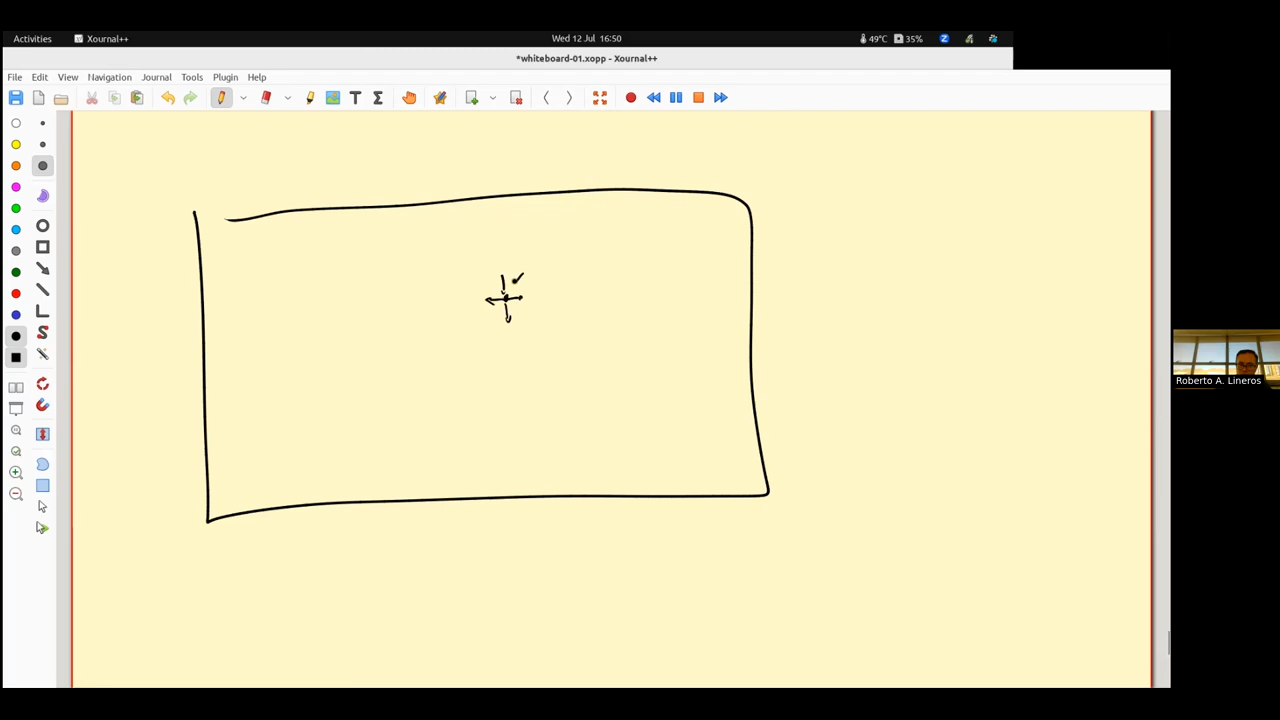 Activities Xournal++ Wed 12 Jul 16:50 49°C 35%
*whiteboard-01.xopp - Xournal++
File Edit View Navigation Journal Tools Plugin Help
Roberto A. Lineros